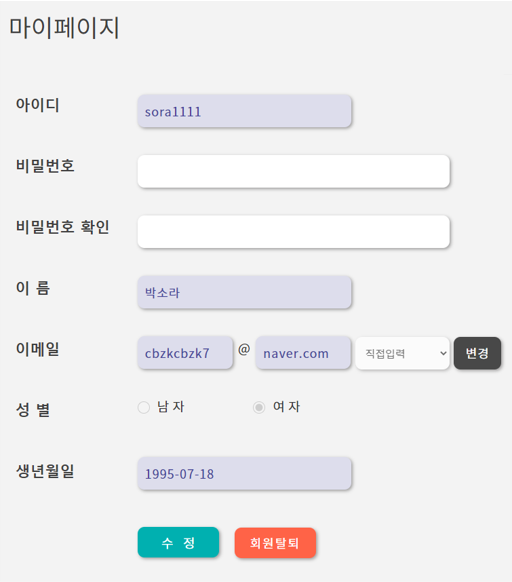 마이페이지
아이디 sora1111
비밀번호
비밀번호 확인
이 름 박소라
이메일 cbzkcbzk7 @ naver.com 직접입력 변경
성 별 남 자 여 자
생년월일 1995-07-18
수 정 회원탈퇴